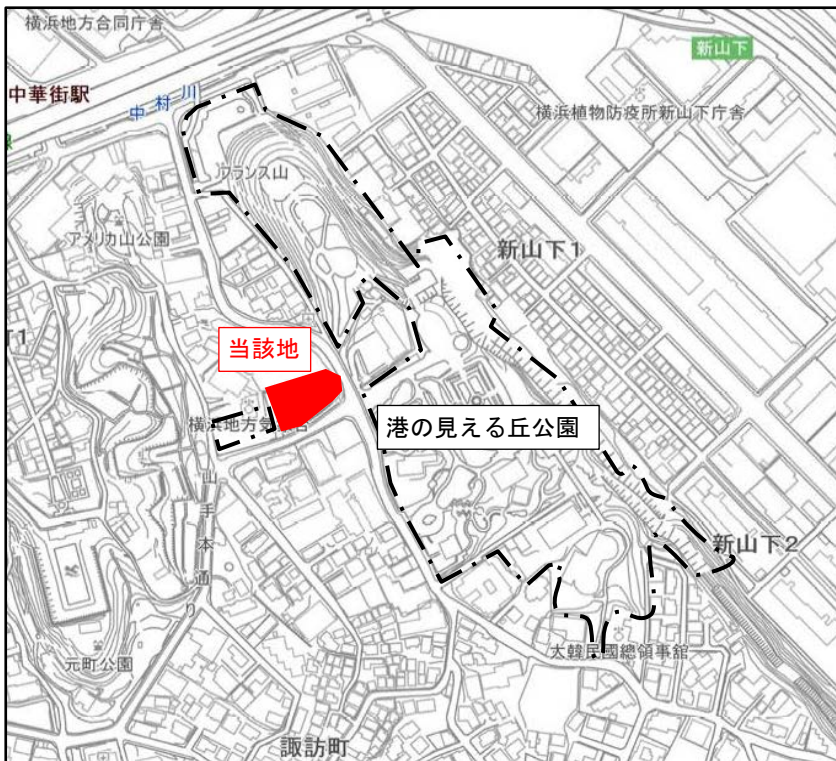 横浜地方合同庁舎
新山下
中華街駅
中村川
横浜植物防疫所新山下庁舎
フランス山
アメリカ山公園
新山下1
当該地
横浜地方気象台
港の見える丘公園
山手本通り
新山下2
元町公園
大韓民國總領事館
諏訪町